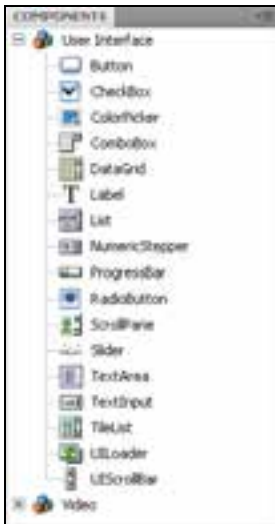 COMPONENTS
User Interface
Button
CheckBox
ColorPicker
ComboBox
DataGrid
Label
List
NumericStepper
ProgressBar
RadioButton
ScrollPane
Slider
TextArea
TextInput
TileList
UILoader
UIScrollBar
Video